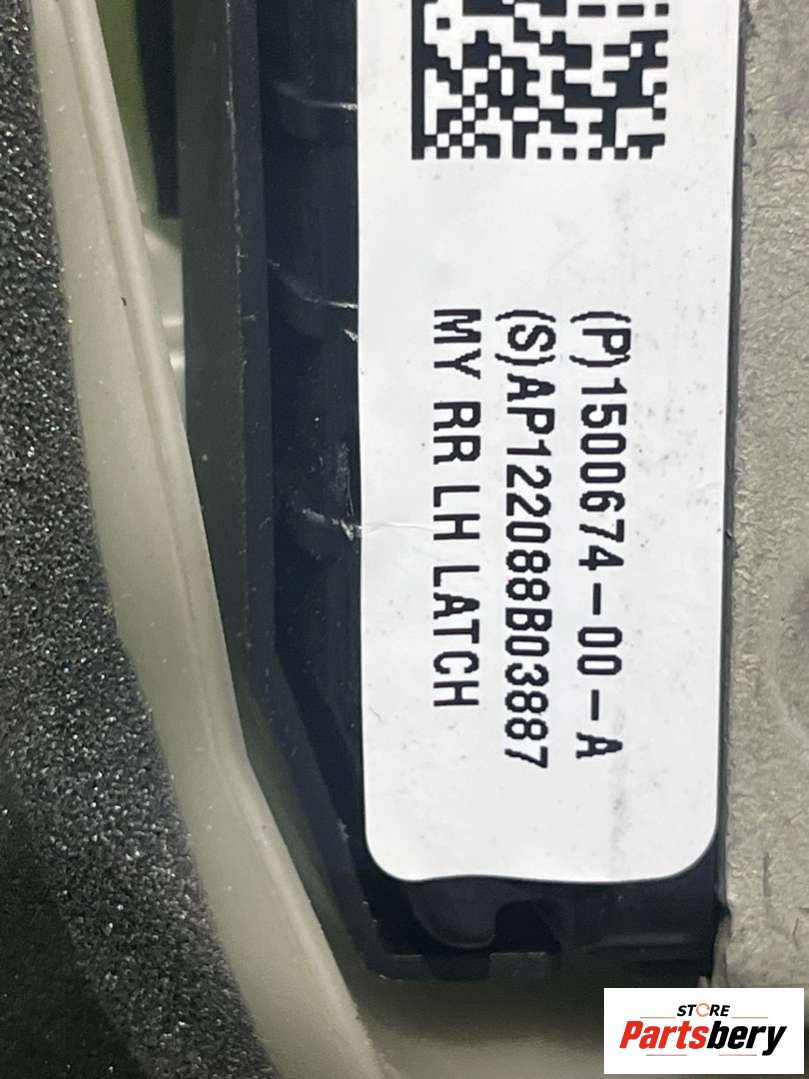 (P)1500674-00-A
(S)AP122088B03887
MY RR LH LATCH
STORE
Partsbery